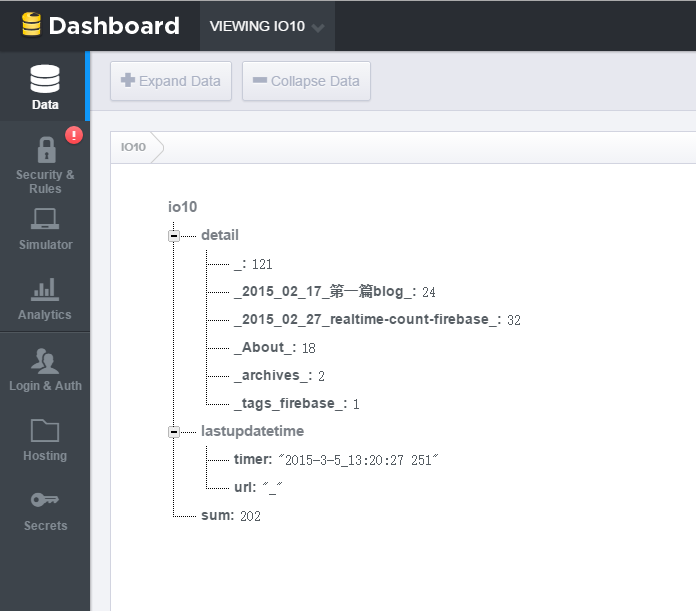 Dashboard
VIEWING IO10
Data
Expand Data
Collapse Data
!
Security &
Rules
IO10
Simulator
Analytics
Login & Auth
Hosting
Secrets
io10
detail
_: 121
_2015_02_17_第一篇blog_: 24
_2015_02_27_realtime-count-firebase_: 32
_About_: 18
_archives_: 2
_tags_firebase_: 1
lastupdatetime
timer: "2015-3-5_13:20:27 251"
url: "_"
sum: 202